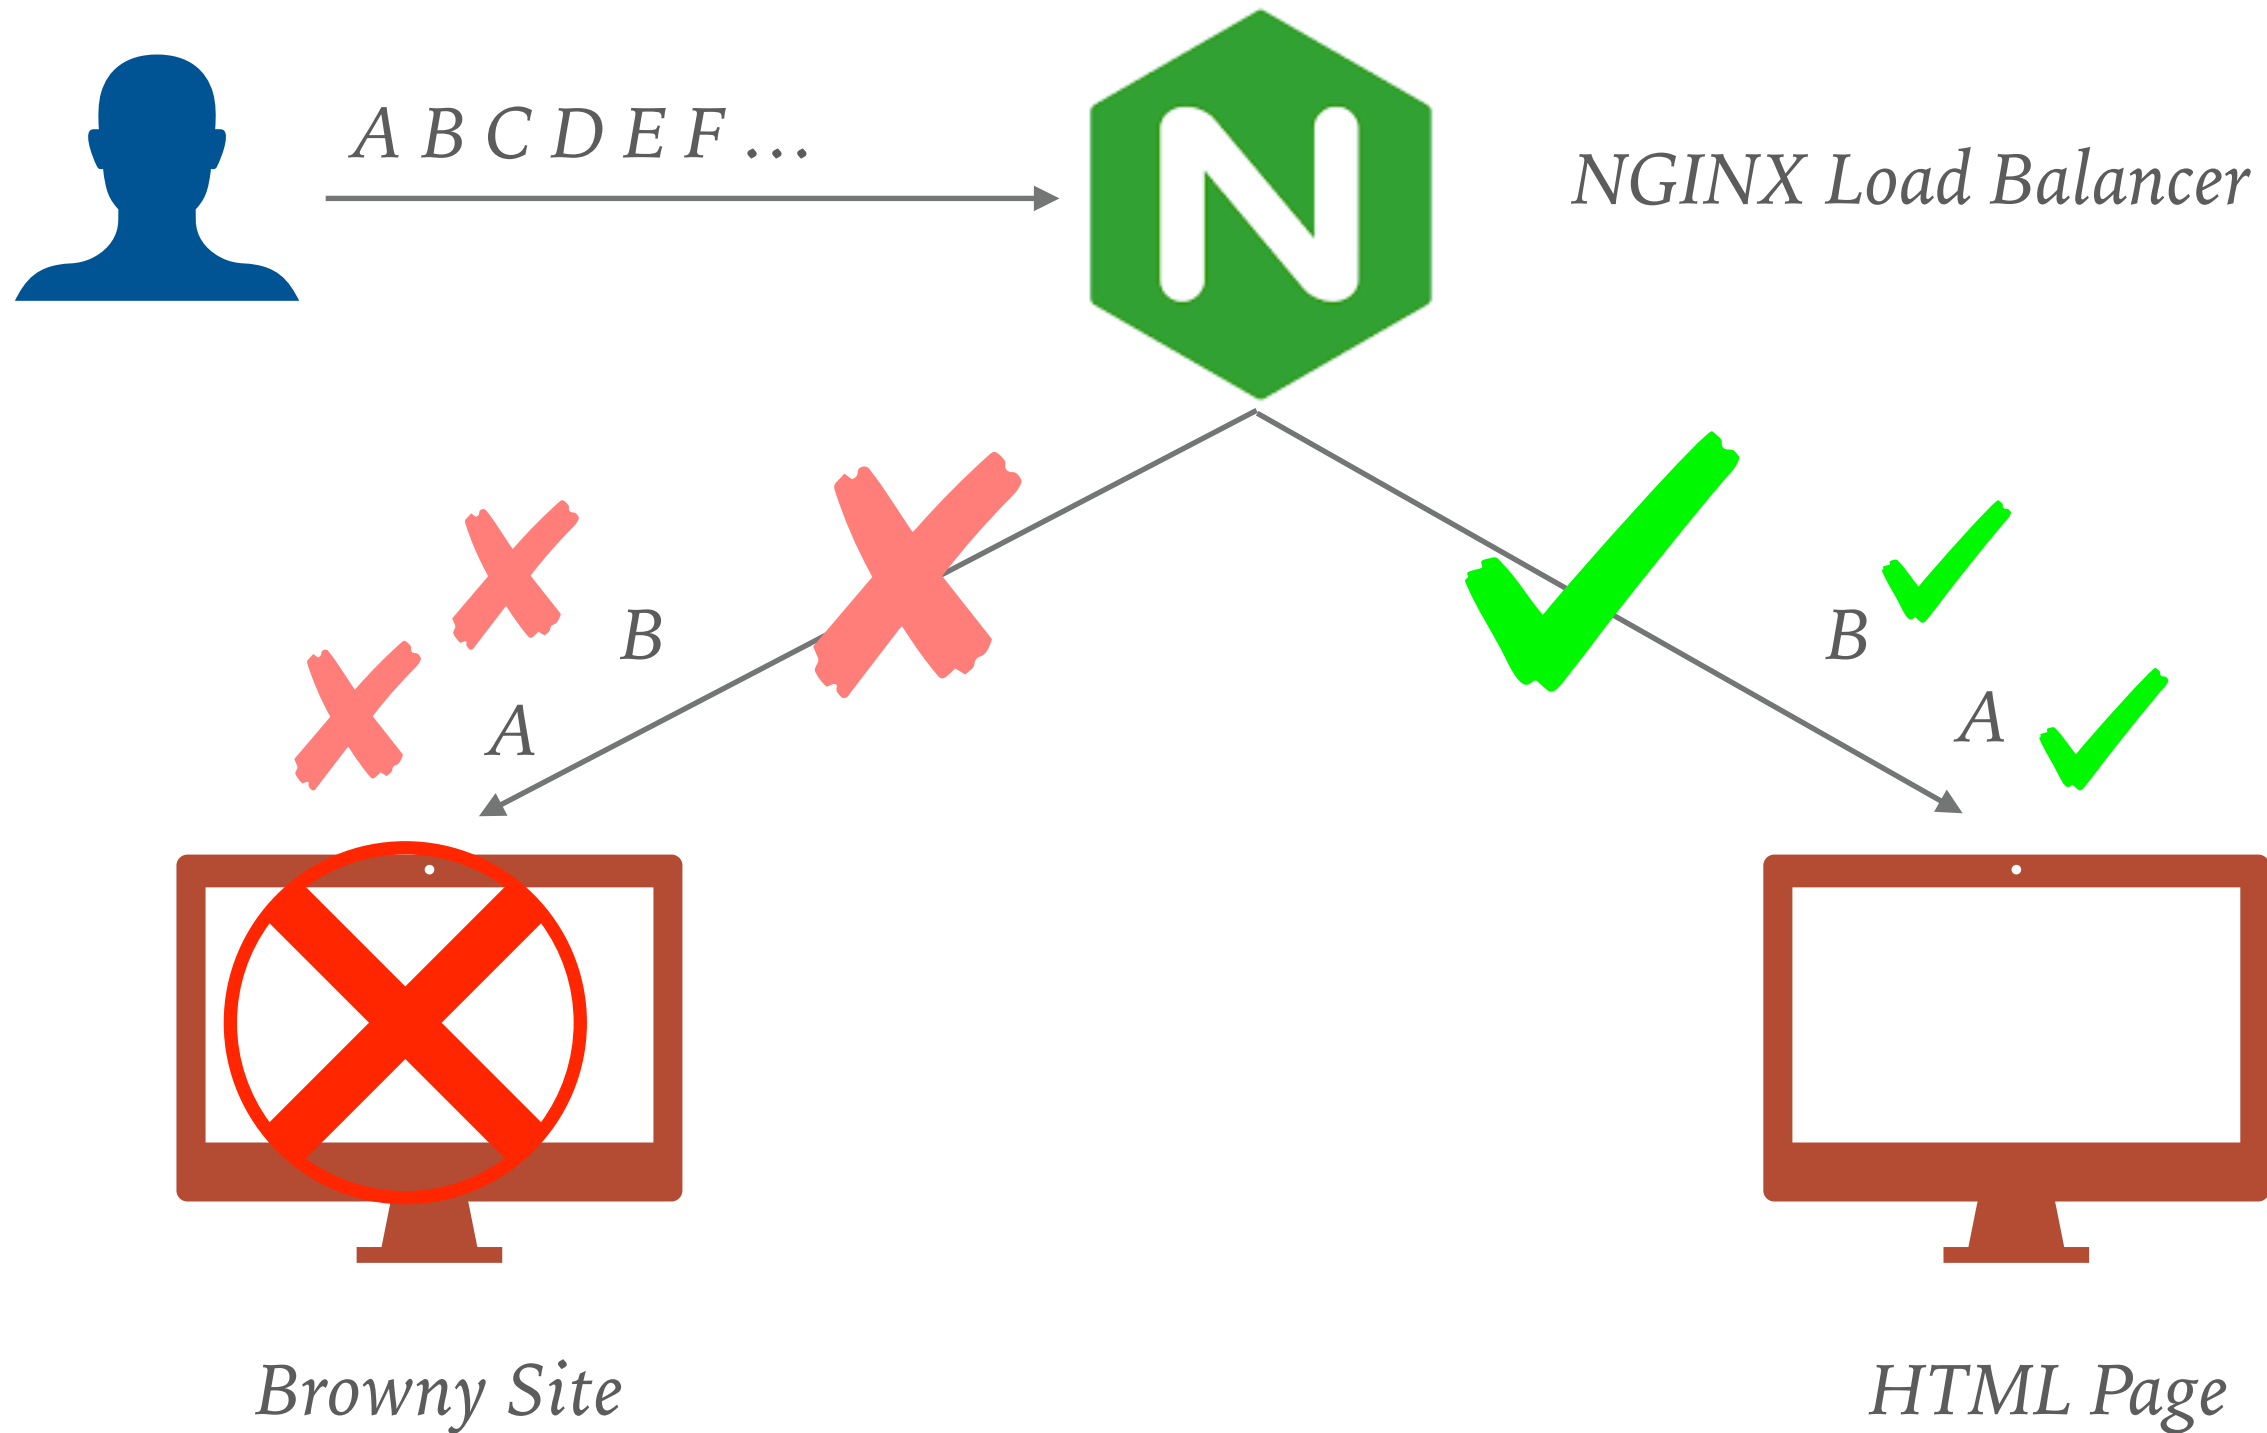 A B C D E F ...
N
NGINX Load Balancer
B
A
B
A
Browny Site
HTML Page